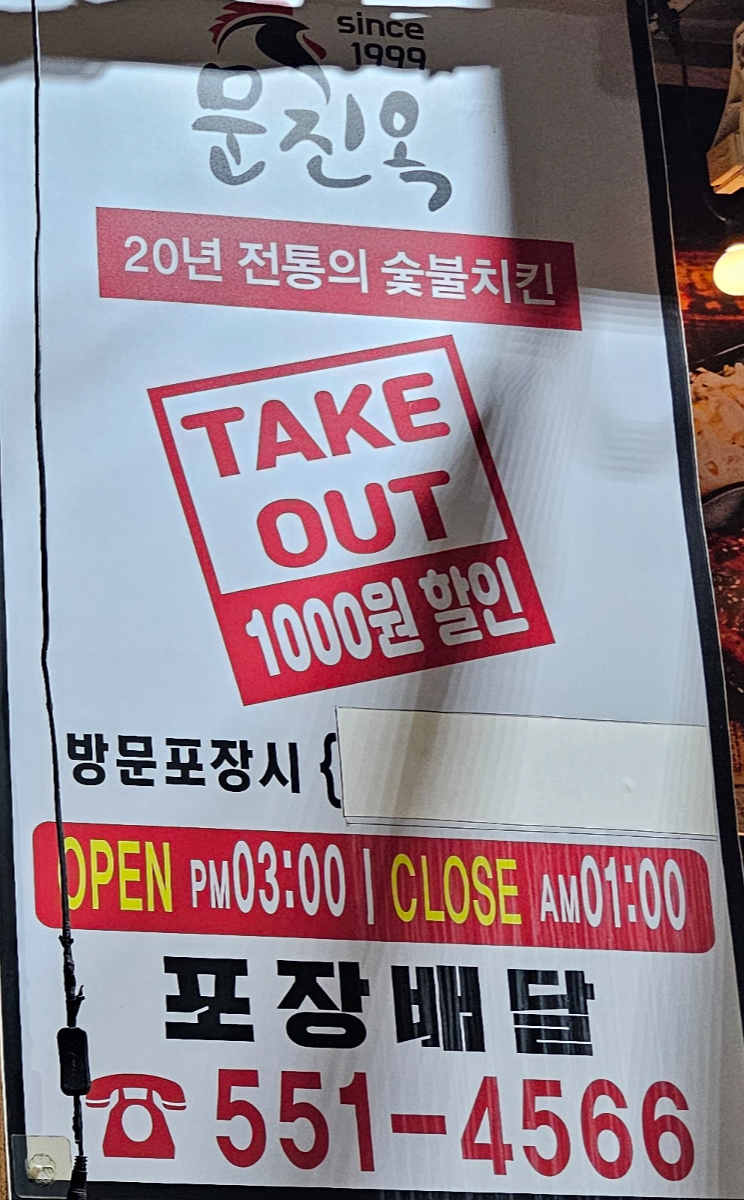 since
1999
문진옥
20년 전통의 숯불치킨
TAKE
OUT
1000원 할인
방문포장시 {
OPEN PM03:00 | CLOSE AM01:00
포장배달
551-4566